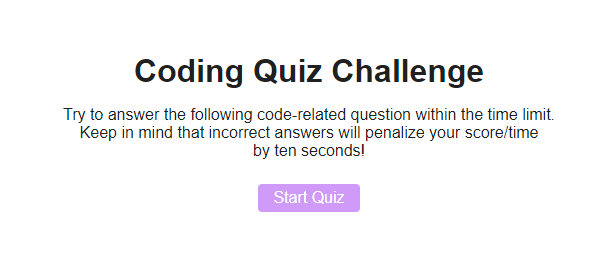 Coding Quiz Challenge
Try to answer the following code-related question within the time limit.
Keep in mind that incorrect answers will penalize your score/time
by ten seconds!
Start Quiz